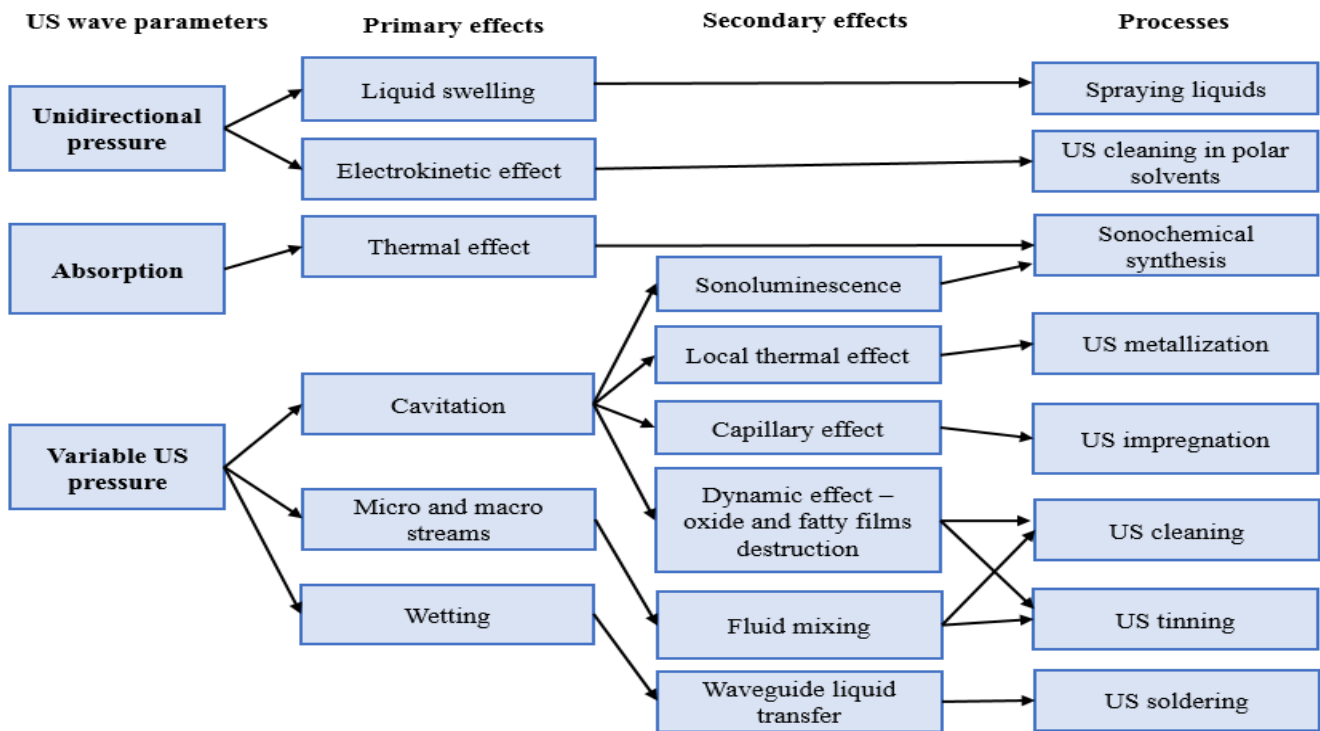 US wave parameters
Primary effects
Secondary effects
Processes
Unidirectional
pressure
Liquid swelling
Spraying liquids
Electrokinetic effect
US cleaning in polar
solvents
Absorption
Thermal effect
Sonochemical
synthesis
Sonoluminescence
Local thermal effect
US metallization
Variable US
pressure
Cavitation
Capillary effect
US impregnation
Micro and macro
streams
Dynamic effect –
oxide and fatty films
destruction
US cleaning
Wetting
Fluid mixing
US tinning
Waveguide liquid
transfer
US soldering